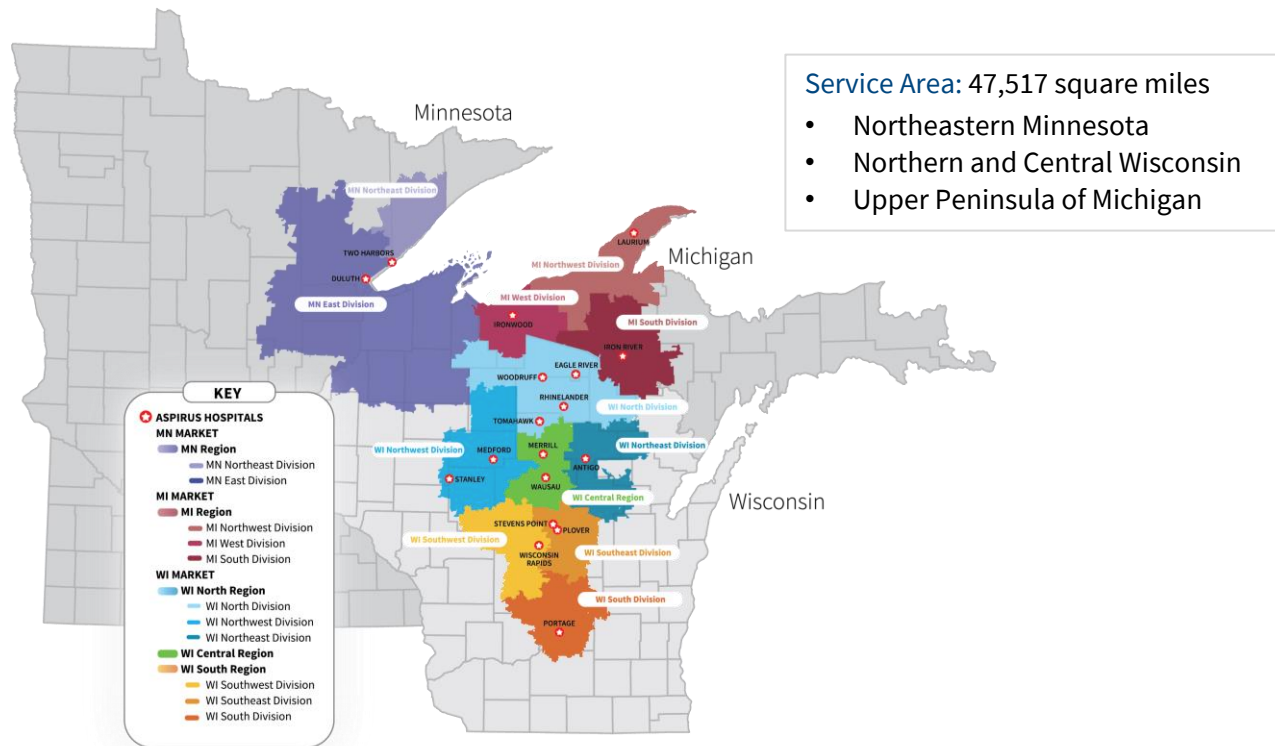 Service Area: 47,517 square miles
• Northeastern Minnesota
• Northern and Central Wisconsin
• Upper Peninsula of Michigan
Minnesota
MN Northeast Division
TWO HARBORS
DULUTH
MN East Division
LAURIUM
Michigan
MI Northwest Division
MI West Division
IRONWOOD
MI South Division
IRON RIVER
EAGLE RIVER
WOODRUFF
RHINELANDER
WI North Division
TOMAHAWK
WI Northwest Division
MERRILL
WI Northeast Division
MEDFORD
ANTIGO
STANLEY
WAUSAU
WI Central Region
Wisconsin
STEVENS POINT
PLOVER
WI Southwest Division
WISCONSIN
RAPIDS
WI Southeast Division
WI South Division
PORTAGE
KEY
ASPIRUS HOSPITALS
MN MARKET
MN Region
MN Northeast Division
MN East Division
MI MARKET
MI Region
MI Northwest Division
MI West Division
MI South Division
WI MARKET
WI North Region
WI North Division
WI Northwest Division
WI Northeast Division
WI Central Region
WI South Region
WI Southwest Division
WI Southeast Division
WI South Division